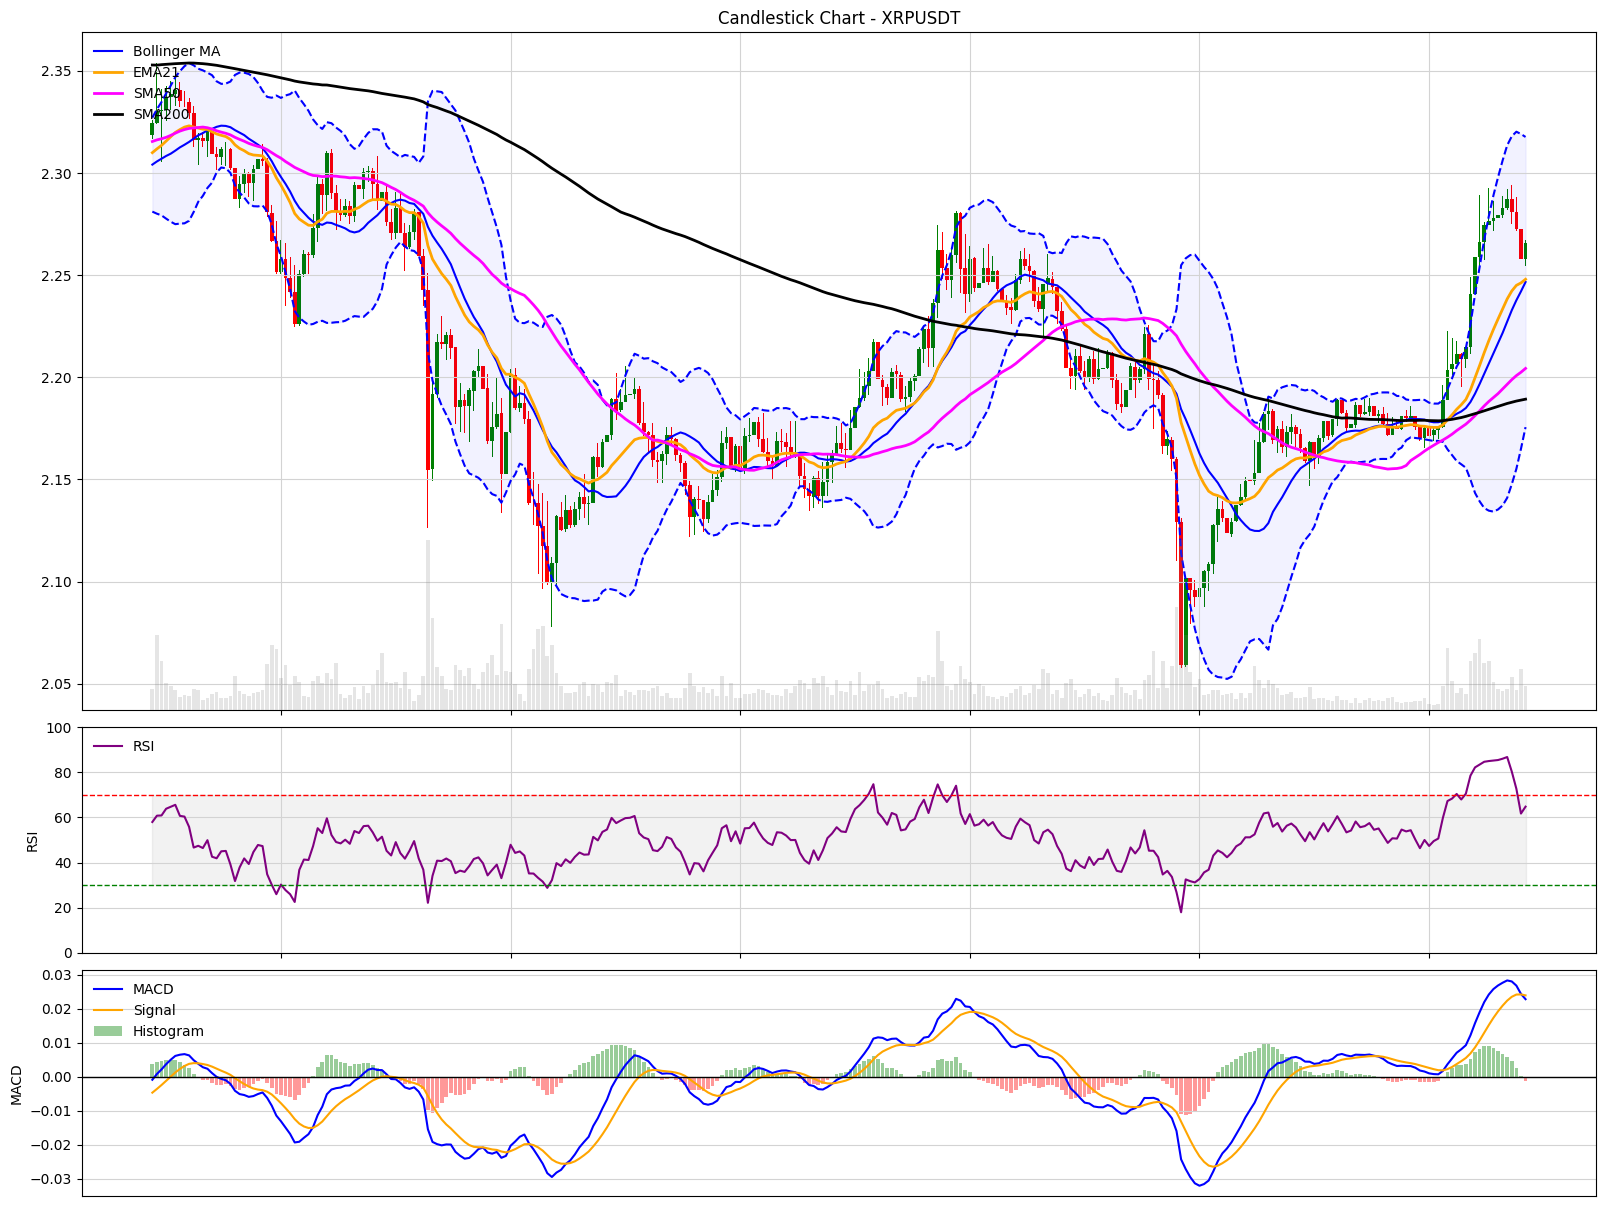 Candlestick Chart - XRPUSDT
Bollinger MA
EMA21
SMA50
SMA200
2.35
2.30
2.25
2.20
2.15
2.10
2.05
RSI
100
80
60
40
20
0
RSI
MACD
Signal
Histogram
0.03
0.02
0.01
0.00
−0.01
−0.02
−0.03
MACD